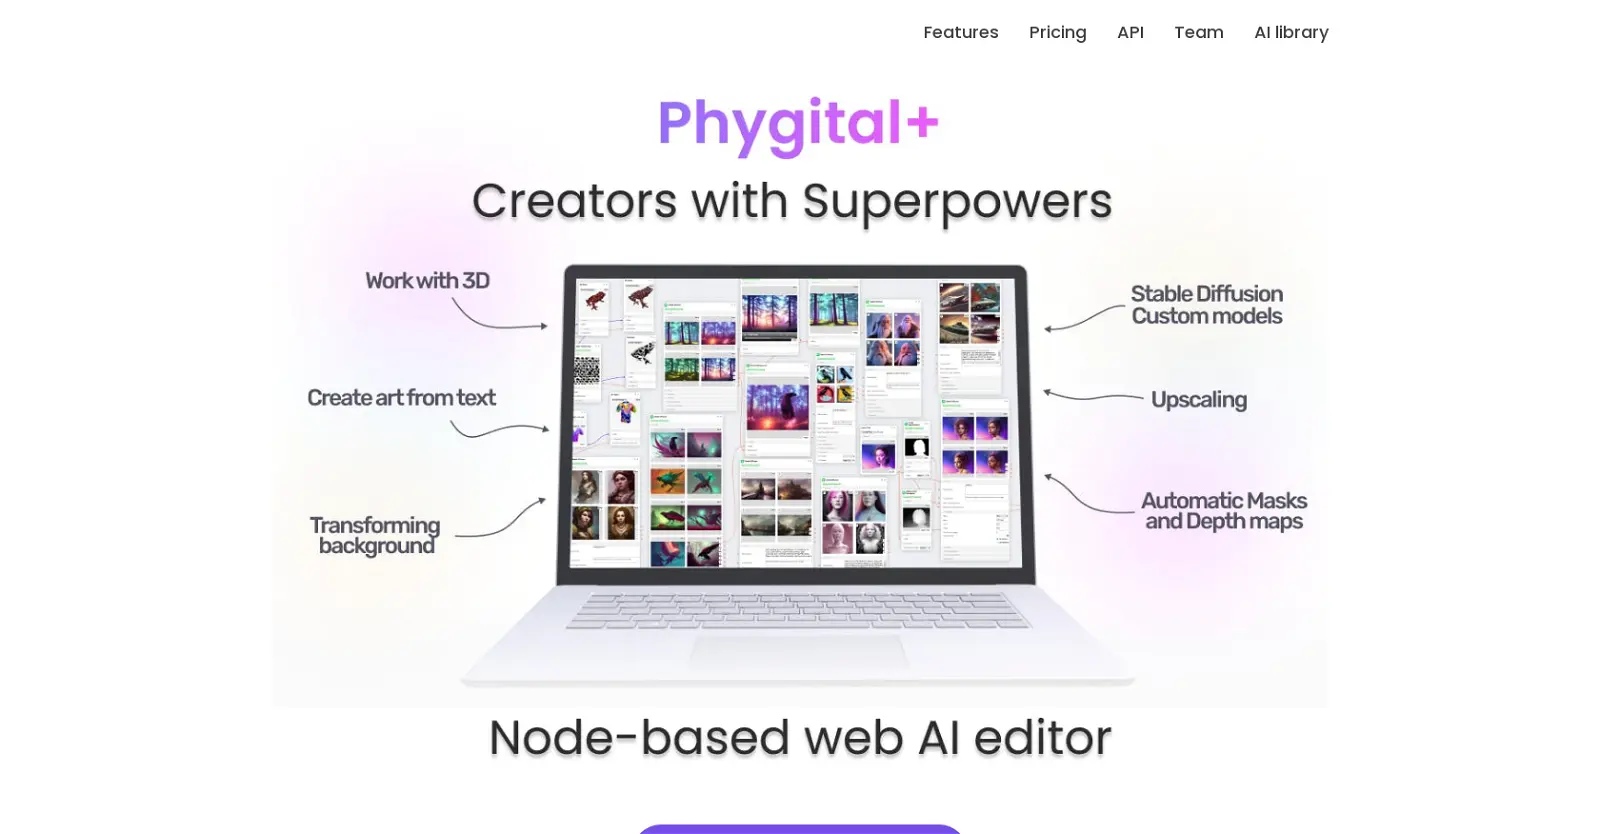 Features Pricing API Team AI library
Phygital+
Creators with Superpowers
Work with 3D
Create art from text
Transforming
background
Stable Diffusion
Custom models
Upscaling
Automatic Masks
and Depth maps
Node-based web AI editor